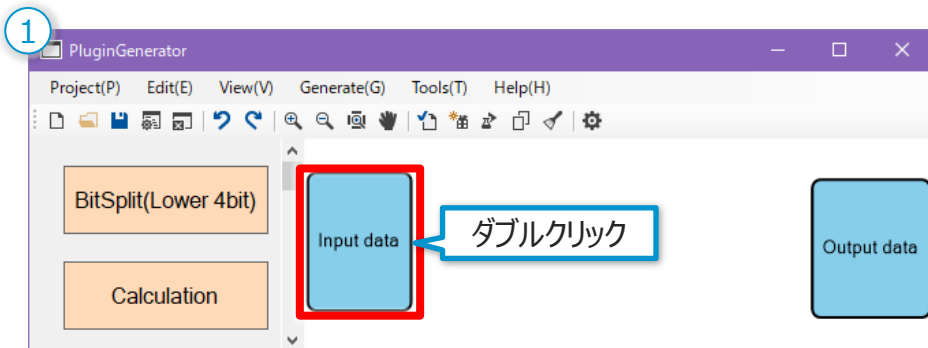 1
PluginGenerator
Project(P) Edit(E) View(V) Generate(G) Tools(T) Help(H)
BitSplit(Lower 4bit)
Input data
ダブルクリック
Output data
Calculation